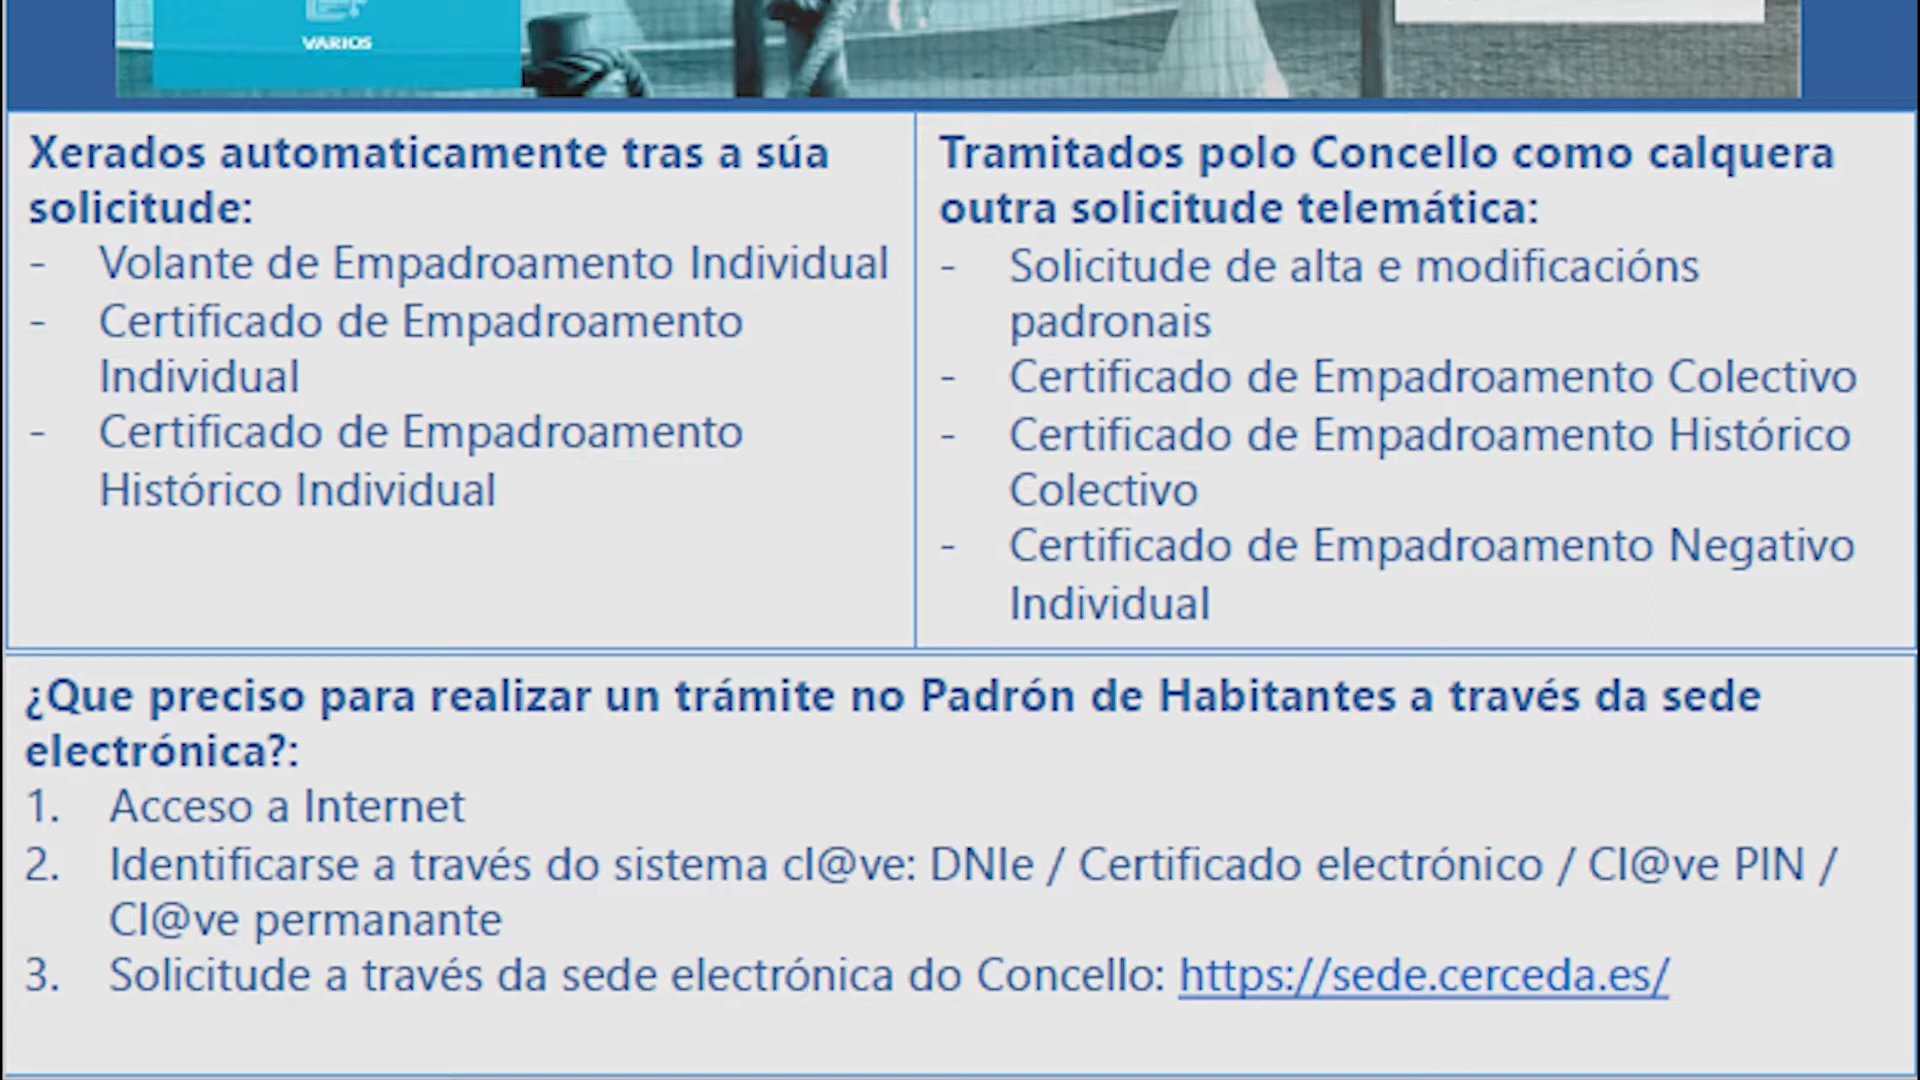 VARIOS
Xerados automaticamente tras a súa
solicitude:
- Volante de Empadroamento Individual
- Certificado de Empadroamento
Individual
- Certificado de Empadroamento
Histórico Individual
Tramitados polo Concello como calquera
outra solicitude telemática:
- Solicitude de alta e modificacións
padronais
- Certificado de Empadroamento Colectivo
- Certificado de Empadroamento Histórico
Colectivo
- Certificado de Empadroamento Negativo
Individual
¿Que preciso para realizar un trámite no Padrón de Habitantes a través da sede
electrónica?:
1. Acceso a Internet
2. Identificarse a través do sistema cl@ve: DNIe / Certificado electrónico / Cl@ve PIN /
Cl@ve permanante
3. Solicitude a través da sede electrónica do Concello: https://sede.cerceda.es/